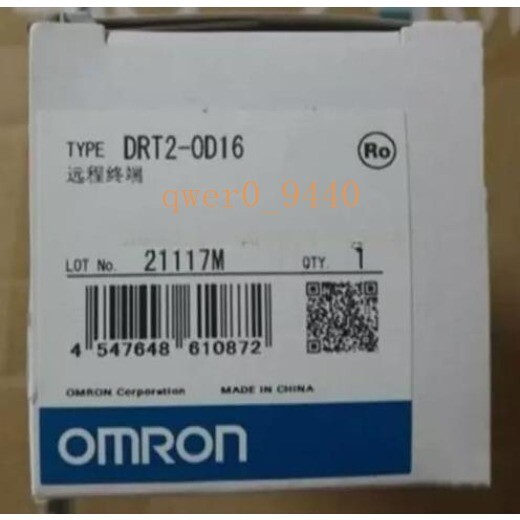 TYPE DRT2-OD16
Ro
远程终端
qwer0_9440
LOT No. 21117M QTY. 1
4 547648 610872
OMRON Corporation MADE IN CHINA
OMRON